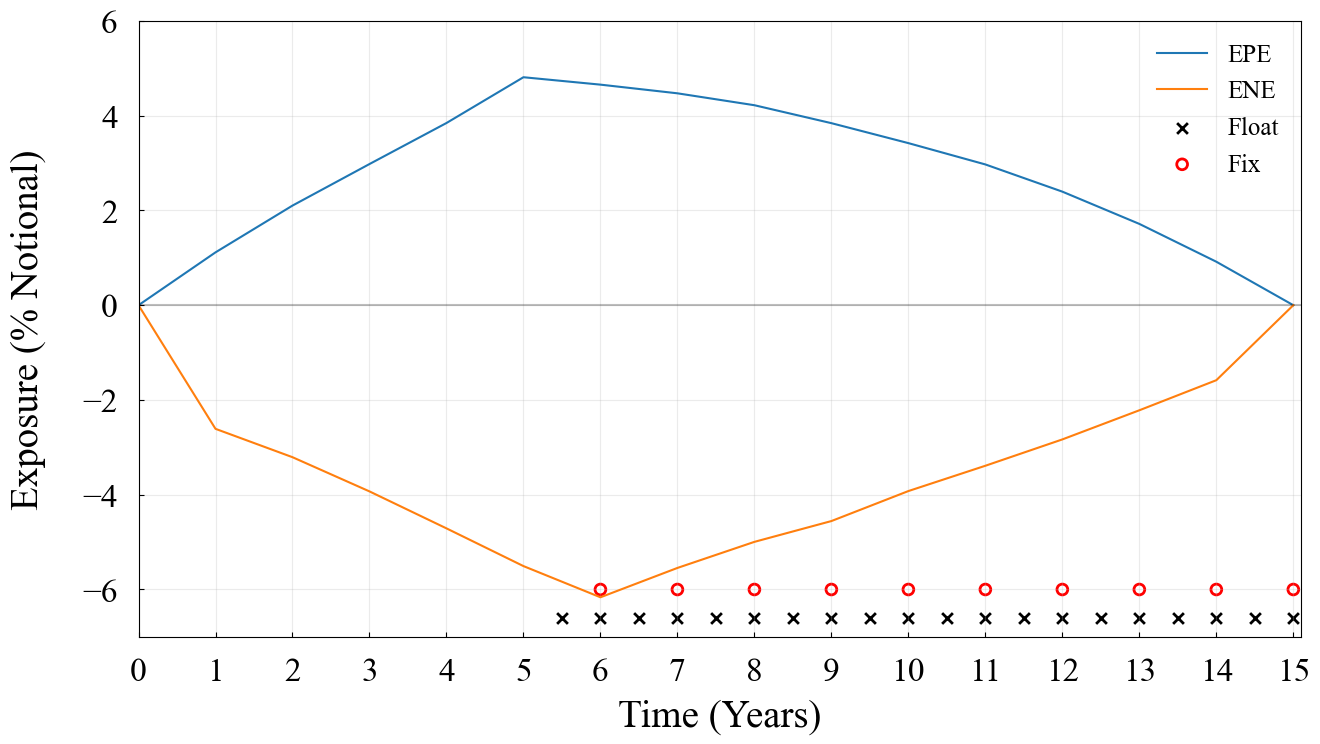 6
4
2
0
−2
−4
−6
Exposure (% Notional)
EPE
ENE
Float
Fix
0 1 2 3 4 5 6 7 8 9 10 11 12 13 14 15
Time (Years)